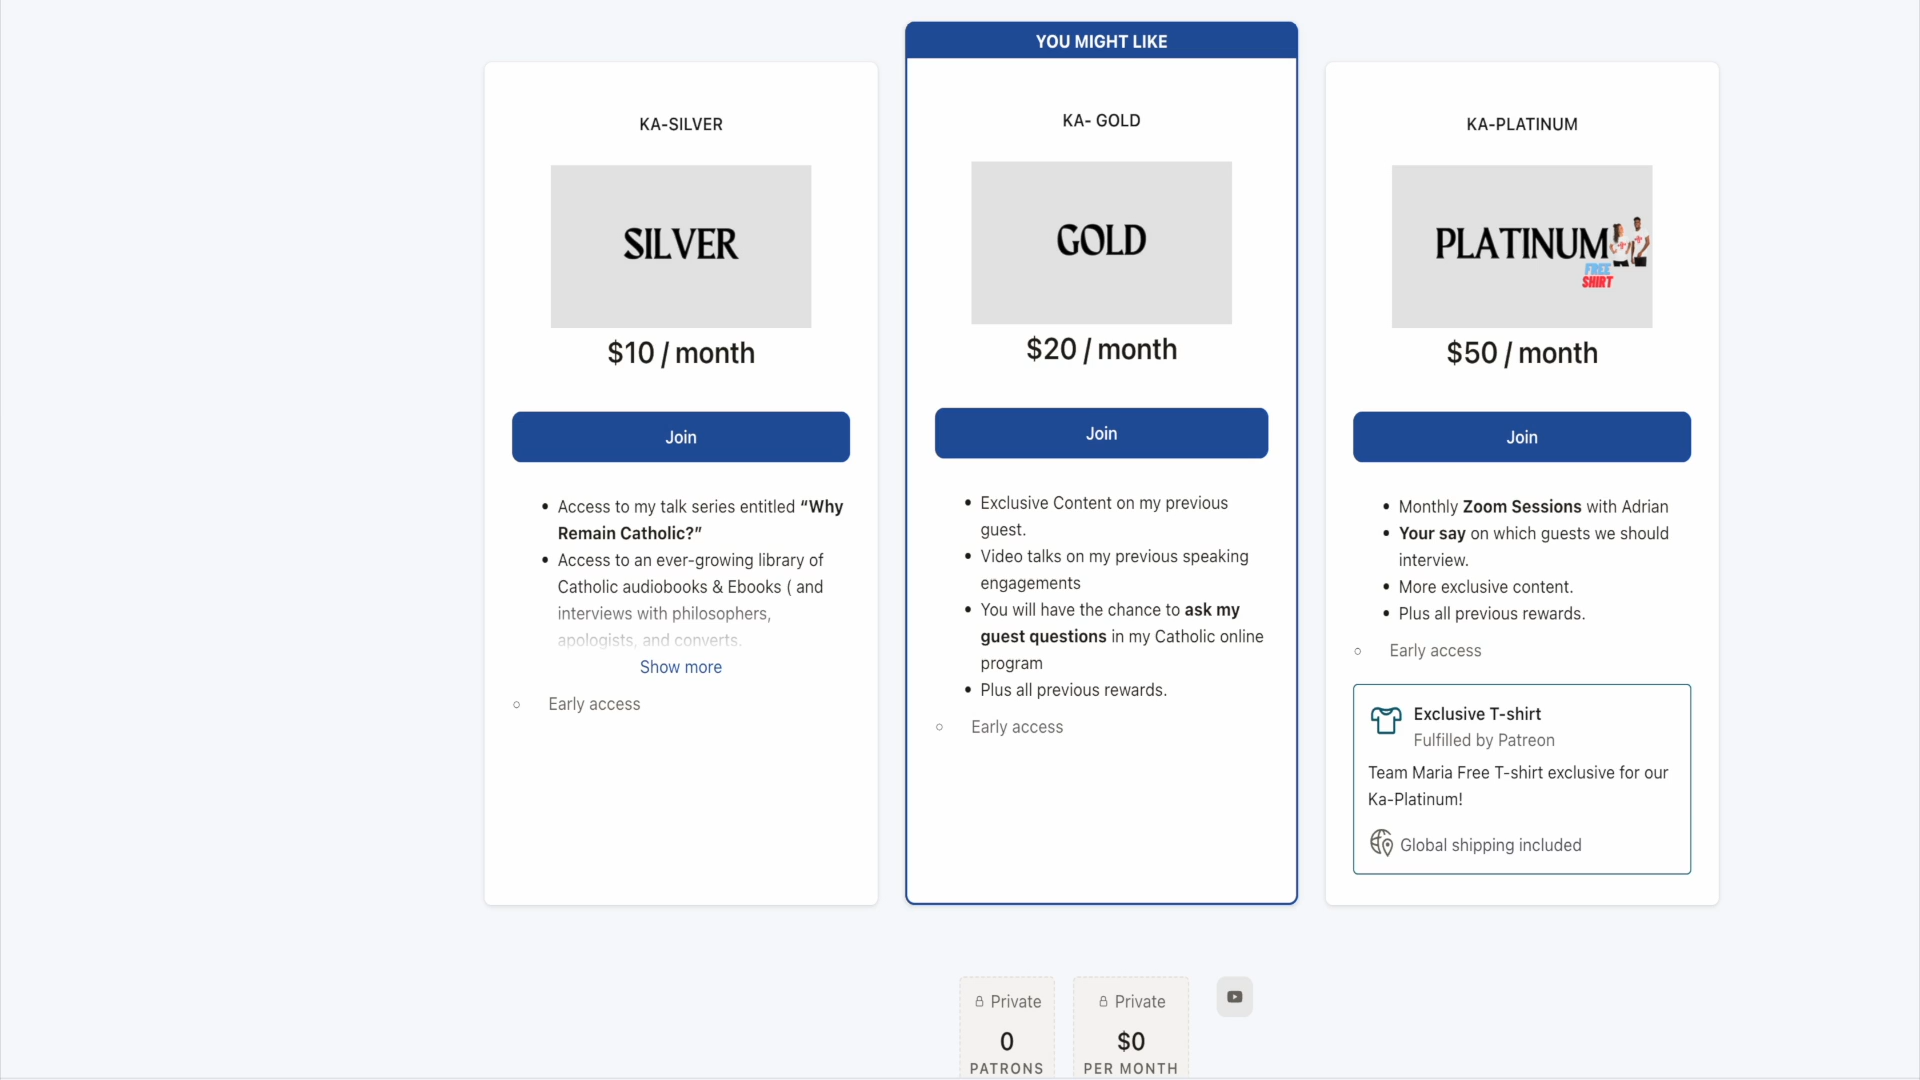 YOU MIGHT LIKE
KA-SILVER
SILVER
$10 / month
Join
• Access to my talk series entitled “Why
Remain Catholic?”
• Access to an ever-growing library of
Catholic audiobooks & Ebooks ( and
interviews with philosophers,
apologists, and converts.
Show more
Early access
KA- GOLD
GOLD
$20 / month
Join
• Exclusive Content on my previous
guest.
• Video talks on my previous speaking
engagements
• You will have the chance to ask my
guest questions in my Catholic online
program
• Plus all previous rewards.
Early access
KA-PLATINUM
PLATINUM
FREE
SHIRT
$50 / month
Join
• Monthly Zoom Sessions with Adrian
• Your say on which guests we should
interview.
• More exclusive content.
• Plus all previous rewards.
Early access
Exclusive T-shirt
Fulfilled by Patreon
Team Maria Free T-shirt exclusive for our
Ka-Platinum!
Global shipping included
Private
0
PATRONS
Private
$0
PER MONTH